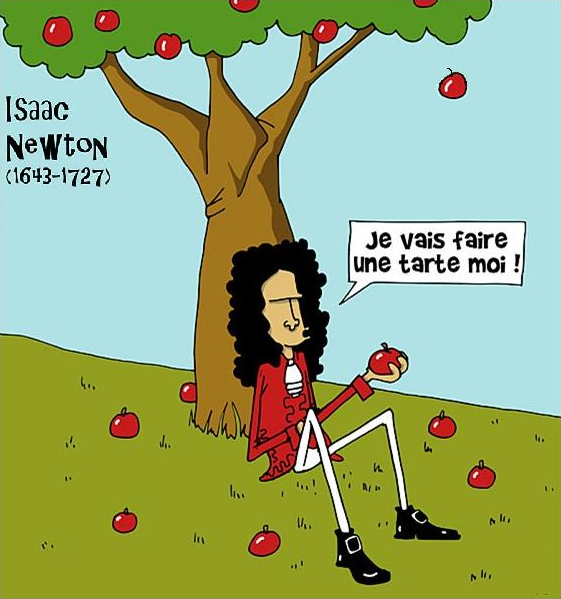 Isaac
NeWtoN
(1643-1727)
Je vais faire
une tarte moi !